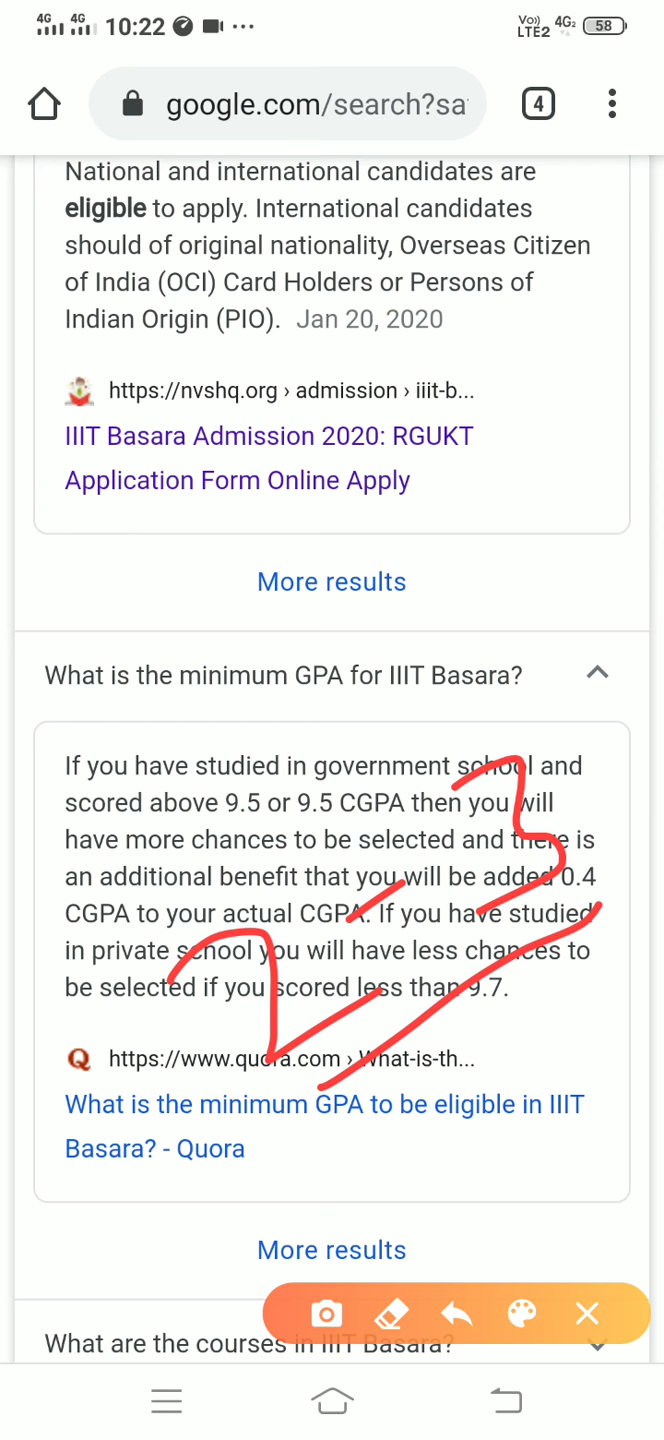 4G 4G 10:22
Vo)) LTE2 4G2 58
google.com/search?sa
4
National and international candidates are
eligible to apply. International candidates
should of original nationality, Overseas Citizen
of India (OCI) Card Holders or Persons of
Indian Origin (PIO). Jan 20, 2020
https://nvshq.org › admission › iiit-b...
IIIT Basara Admission 2020: RGUKT
Application Form Online Apply
More results
What is the minimum GPA for IIIT Basara?
If you have studied in government school and
scored above 9.5 or 9.5 CGPA then you will
have more chances to be selected and there is
an additional benefit that you will be added 0.4
CGPA to your actual CGPA. If you have studied
in private school you will have less chances to
be selected if you scored less than 9.7.
Q https://www.quora.com › What-is-th...
What is the minimum GPA to be eligible in IIIT
Basara? - Quora
More results
What are the courses in IIIT Basara?